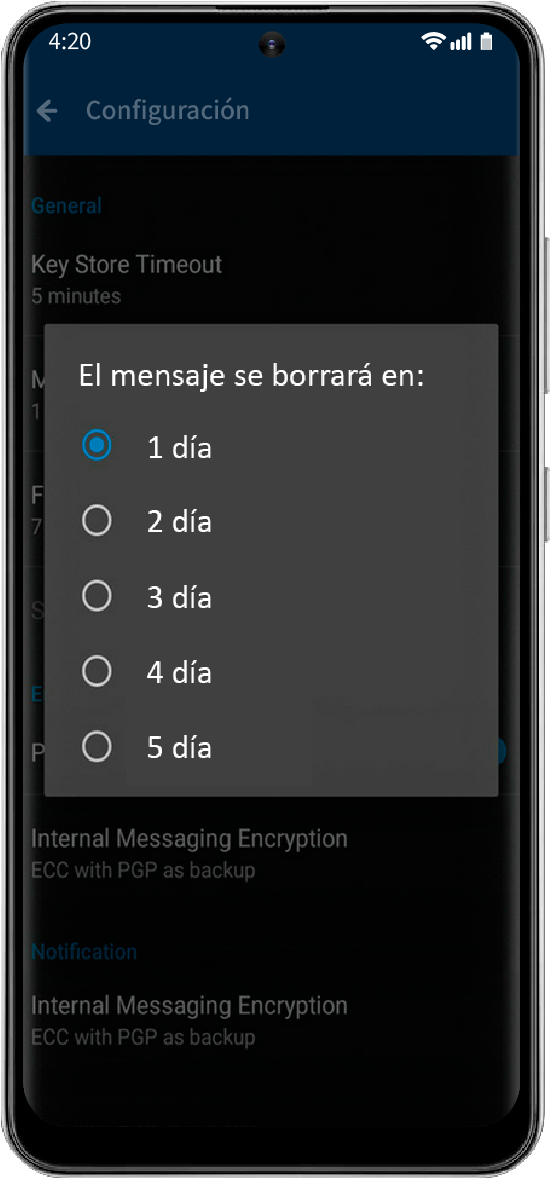 4:20
Configuración
General
Key Store Timeout
5 minutes
El mensaje se borrará en:
1 día
2 día
3 día
4 día
5 día
Internal Messaging Encryption
ECC with PGP as backup
Notification
Internal Messaging Encryption
ECC with PGP as backup